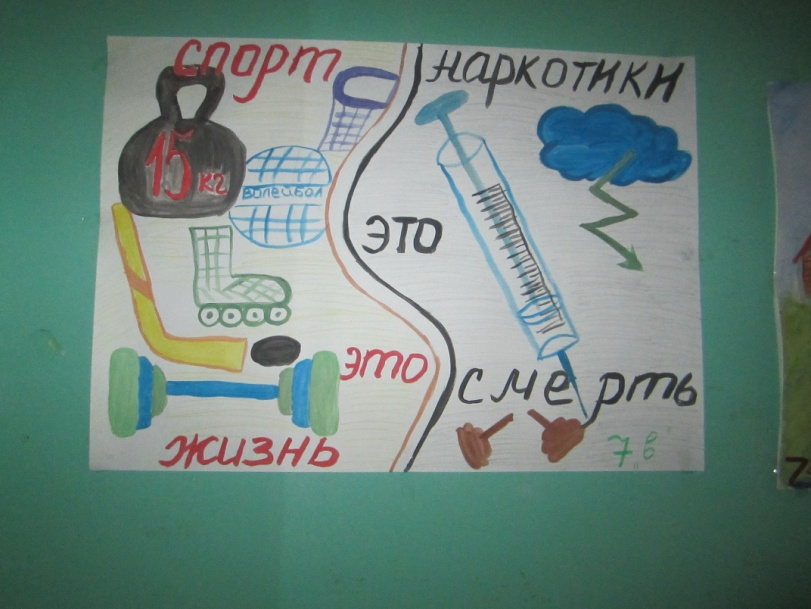 спорт
15 кг
волейбол
это
жизнь
наркотики
это
смерть
7 "в"